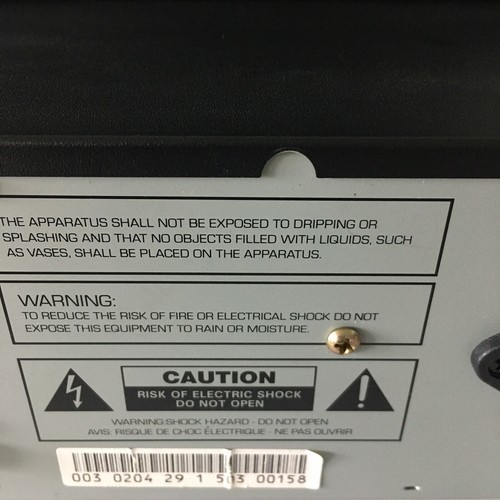 THE APPARATUS SHALL NOT BE EXPOSED TO DRIPPING OR
SPLASHING AND THAT NO OBJECTS FILLED WITH LIQUIDS, SUCH
AS VASES, SHALL BE PLACED ON THE APPARATUS.
WARNING:
TO REDUCE THE RISK OF FIRE OR ELECTRICAL SHOCK DO NOT
EXPOSE THIS EQUIPMENT TO RAIN OR MOISTURE.
CAUTION
RISK OF ELECTRIC SHOCK
DO NOT OPEN
WARNING:SHOCK HAZARD - DO NOT OPEN
AVIS: RISQUE DE CHOC ÉLECTRIQUE - NE PAS OUVRIR
003 0204 29 1 503 00158